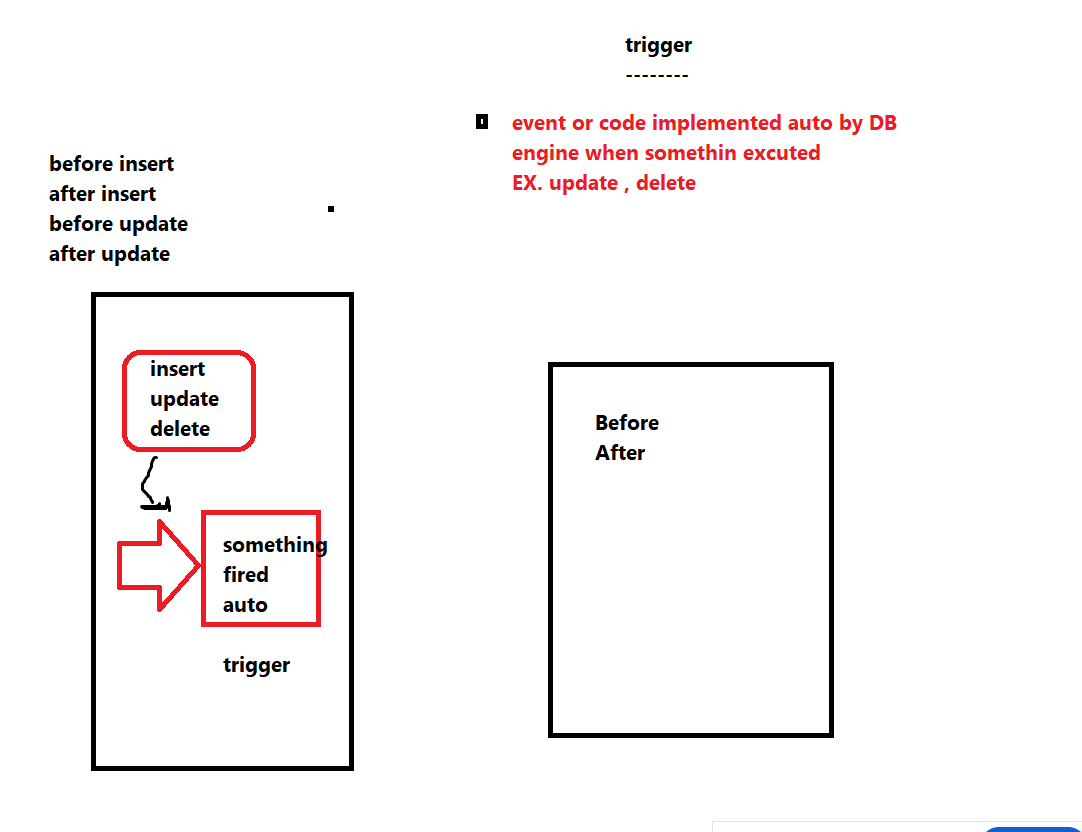 trigger
--------
event or code implemented auto by DB
engine when somethin excuted
EX. update , delete
before insert
after insert
before update
after update
insert
update
delete
something
fired
auto
trigger
Before
After